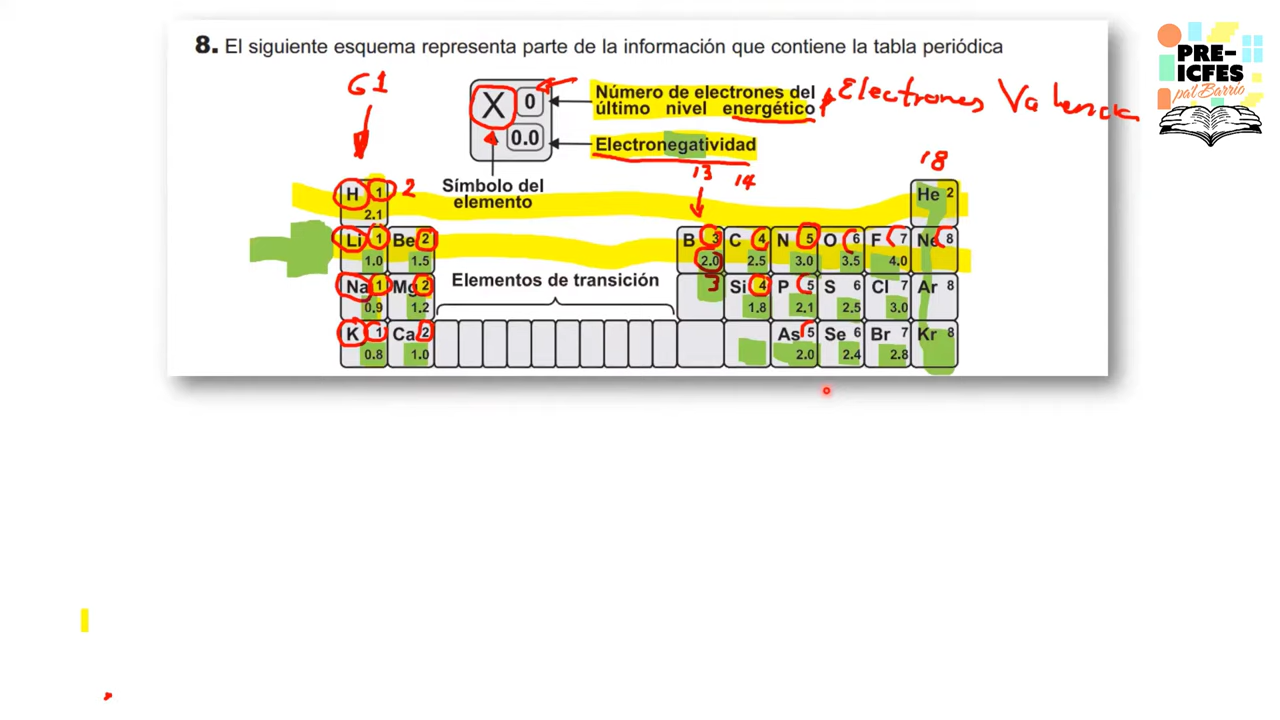 8. El siguiente esquema representa parte de la información que contiene la tabla periódica
PRE-
ICFES
pal Barrio
G1
X 0
0.0
Número de electrones del
último nivel energético
Electrones Valencia
Electronegatividad
Símbolo del
elemento
13 14 18
H 1 2 He 2
2.1
Li 1 Be 2 B 3 C 4 N 5 O 6 F 7 Ne 8
1.0 1.5 2.0 2.5 3.0 3.5 4.0
Elementos de transición
Na 1 Mg 2 3 Si 4 P 5 S 6 Cl 7 Ar 8
0.9 1.2 1.8 2.1 2.5 3.0
K 1 Ca 2 As 5 Se 6 Br 7 Kr 8
0.8 1.0 2.0 2.4 2.8